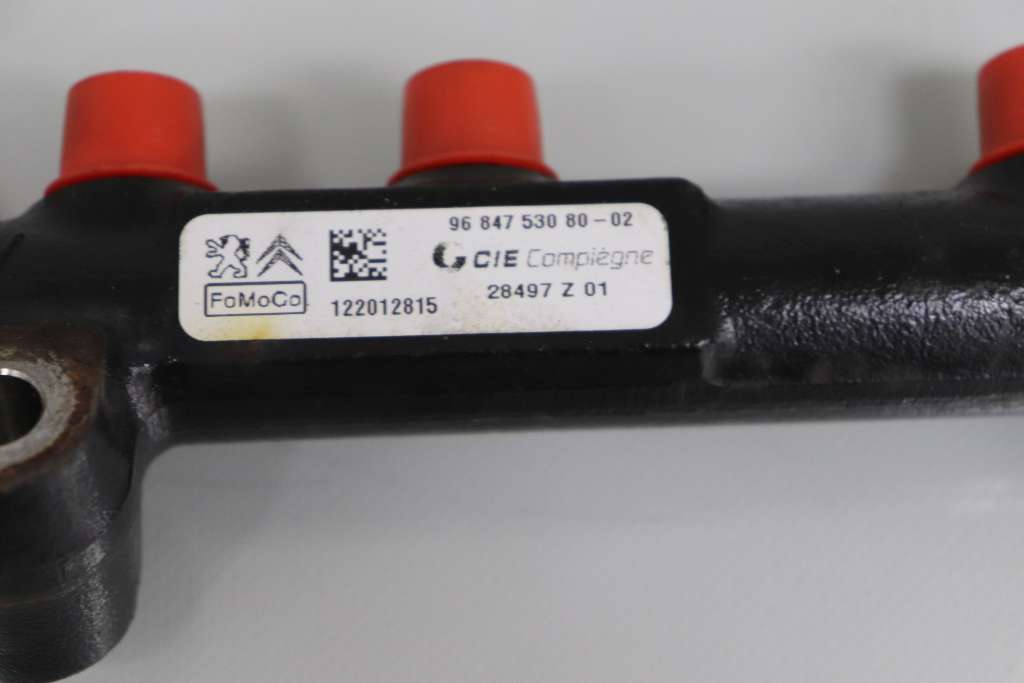 96 847 530 80-02
CIE Compiègne
FoMoCo
122012815
28497 Z 01